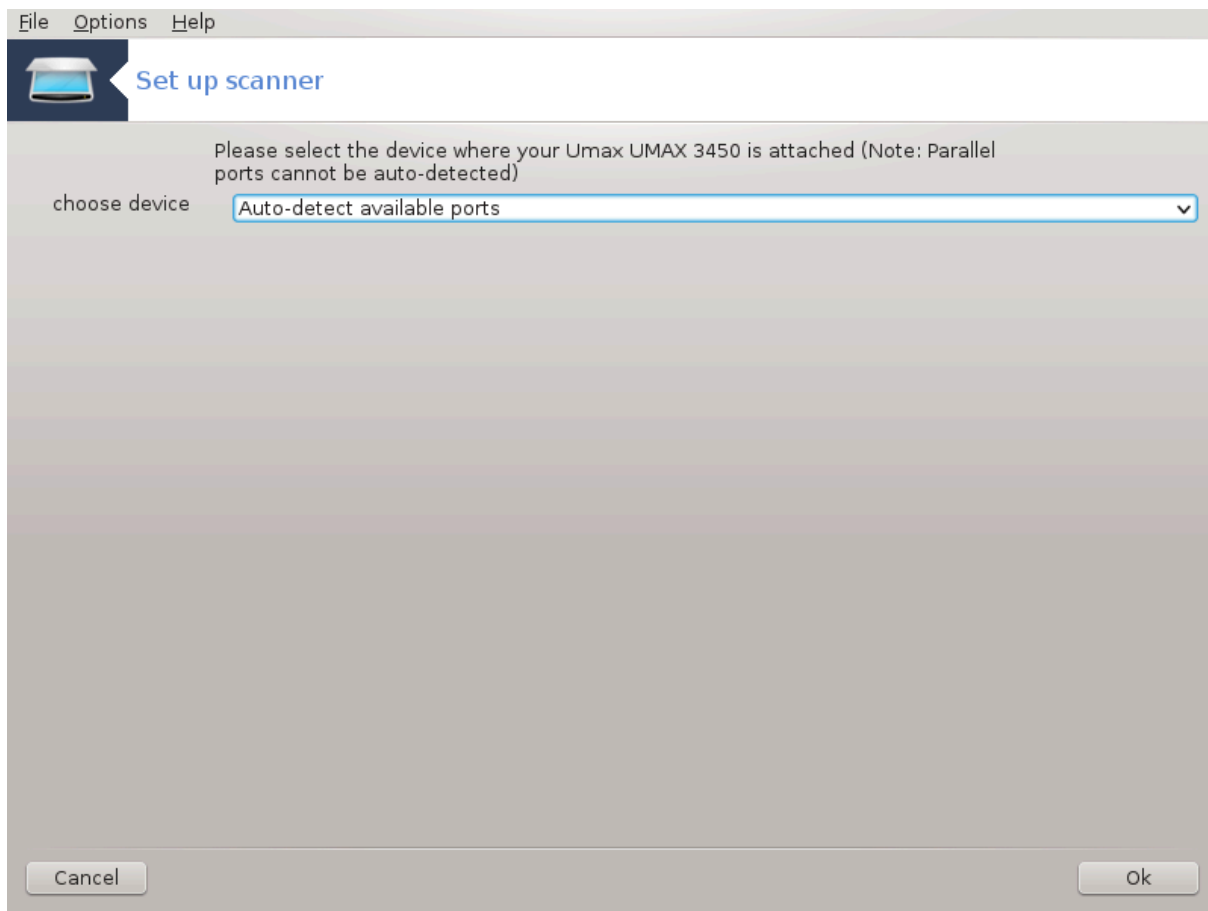 File Options Help
Set up scanner
Please select the device where your Umax UMAX 3450 is attached (Note: Parallel
ports cannot be auto-detected)
choose device
Auto-detect available ports
Cancel
Ok